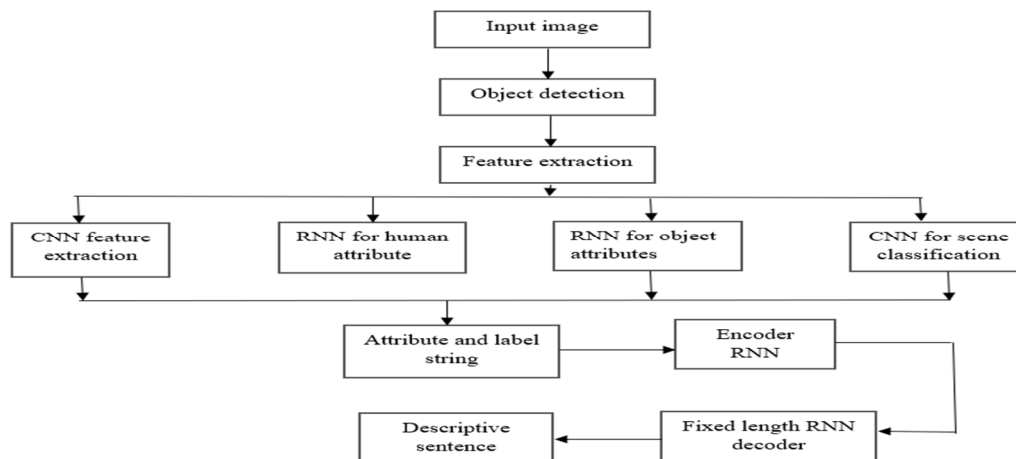 Input image
Object detection
Feature extraction
CNN feature
extraction
RNN for human
attribute
RNN for object
attributes
CNN for scene
classification
Attribute and label
string
Encoder
RNN
Fixed length RNN
decoder
Descriptive
sentence